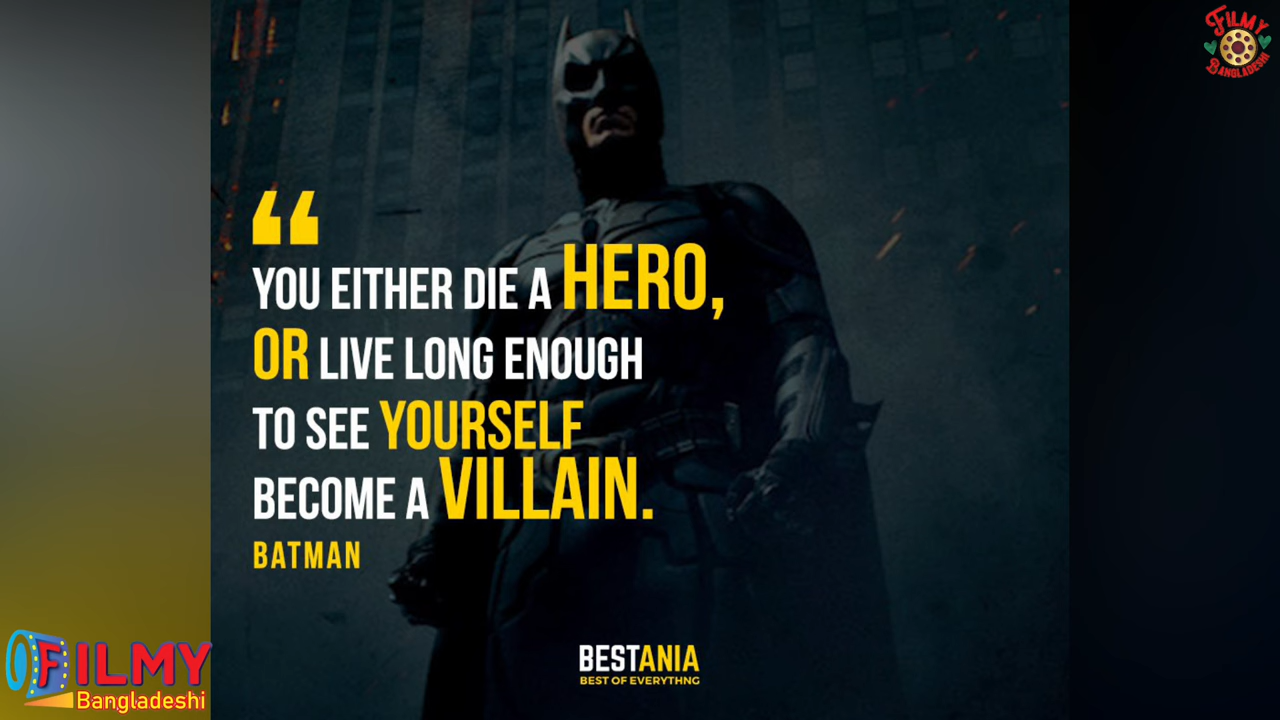 FILMY
BANGLADESHI
“
YOU EITHER DIE A HERO,
OR LIVE LONG ENOUGH
TO SEE YOURSELF
BECOME A VILLAIN.
BATMAN
BESTANIA
BEST OF EVERYTHNG
FILMY
Bangladeshi